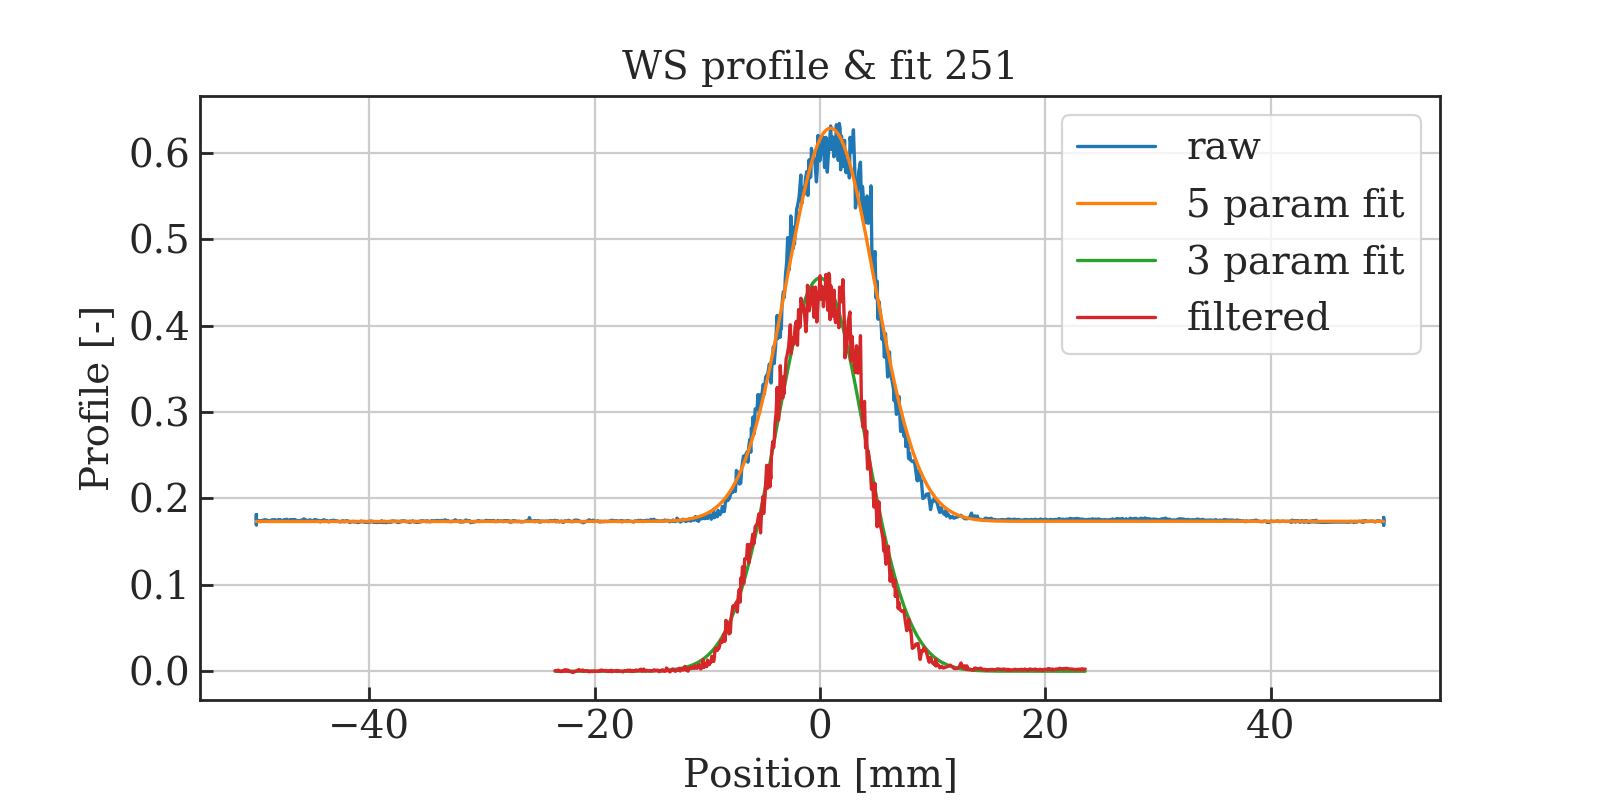 WS profile & fit 251
raw
5 param fit
3 param fit
filtered
Profile [-]
0.6
0.5
0.4
0.3
0.2
0.1
0.0
−40 −20 0 20 40
Position [mm]